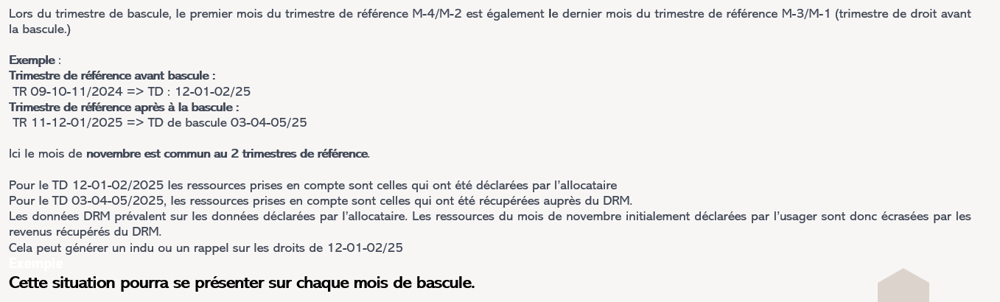 Lors du trimestre de bascule, le premier mois du trimestre de référence M-4/M-2 est également le dernier mois du trimestre de référence M-3/M-1 (trimestre de droit avant
la bascule.)
Exemple :
Trimestre de référence avant bascule :
TR 09-10-11/2024 => TD : 12-01-02/25
Trimestre de référence après à la bascule :
TR 11-12-01/2025 => TD de bascule 03-04-05/25
Ici le mois de novembre est commun au 2 trimestres de référence.
Pour le TD 12-01-02/2025 les ressources prises en compte sont celles qui ont été déclarées par l'allocataire
Pour le TD 03-04-05/2025, les ressources prises en compte sont celles qui ont été récupérées auprès du DRM.
Les données DRM prévalent sur les données déclarées par l'allocataire. Les ressources du mois de novembre initialement déclarées par l'usager sont donc écrasées par les
revenus récupérés du DRM.
Cela peut générer un indu ou un rappel sur les droits de 12-01-02/25
Exemple
Cette situation pourra se présenter sur chaque mois de bascule.